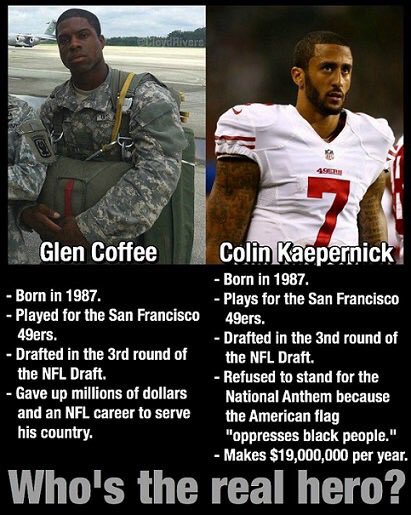 @LloydRivers
7
49ERS
Glen Coffee
- Born in 1987.
- Played for the San Francisco
49ers.
- Drafted in the 3rd round of
the NFL Draft.
- Gave up millions of dollars
and an NFL career to serve
his country.
Colin Kaepernick
- Born in 1987.
- Plays for the San Francisco
49ers.
- Drafted in the 3nd round of
the NFL Draft.
- Refused to stand for the
National Anthem because
the American flag
"oppresses black people."
- Makes $19,000,000 per year.
Who's the real hero?